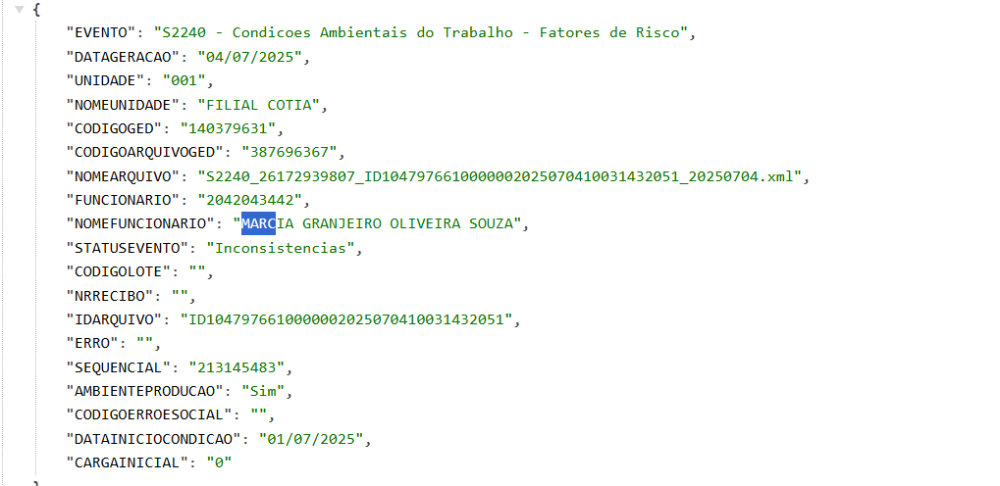 {
"EVENTO": "S2240 - Condicoes Ambientais do Trabalho - Fatores de Risco",
"DATAGERACAO": "04/07/2025",
"UNIDADE": "001",
"NOMEUNIDADE": "FILIAL COTIA",
"CODIGOGED": "140379631",
"CODIGOARQUIVOGED": "387696367",
"NOMEARQUIVO": "S2240_26172939807_ID1047976610000002025070410031432051_20250704.xml",
"FUNCIONARIO": "2042043442",
"NOMEFUNCIONARIO": "MARCIA GRANJEIRO OLIVEIRA SOUZA",
"STATUSEVENTO": "Inconsistencias",
"CODIGOLOTE": "",
"NRRECIBO": "",
"IDARQUIVO": "ID1047976610000002025070410031432051",
"ERRO": "",
"SEQUENCIAL": "213145483",
"AMBIENTEPRODUCAO": "Sim",
"CODIGOERROESOCIAL": "",
"DATAINICIOCONDICAO": "01/07/2025",
"CARGAINICIAL": "0"